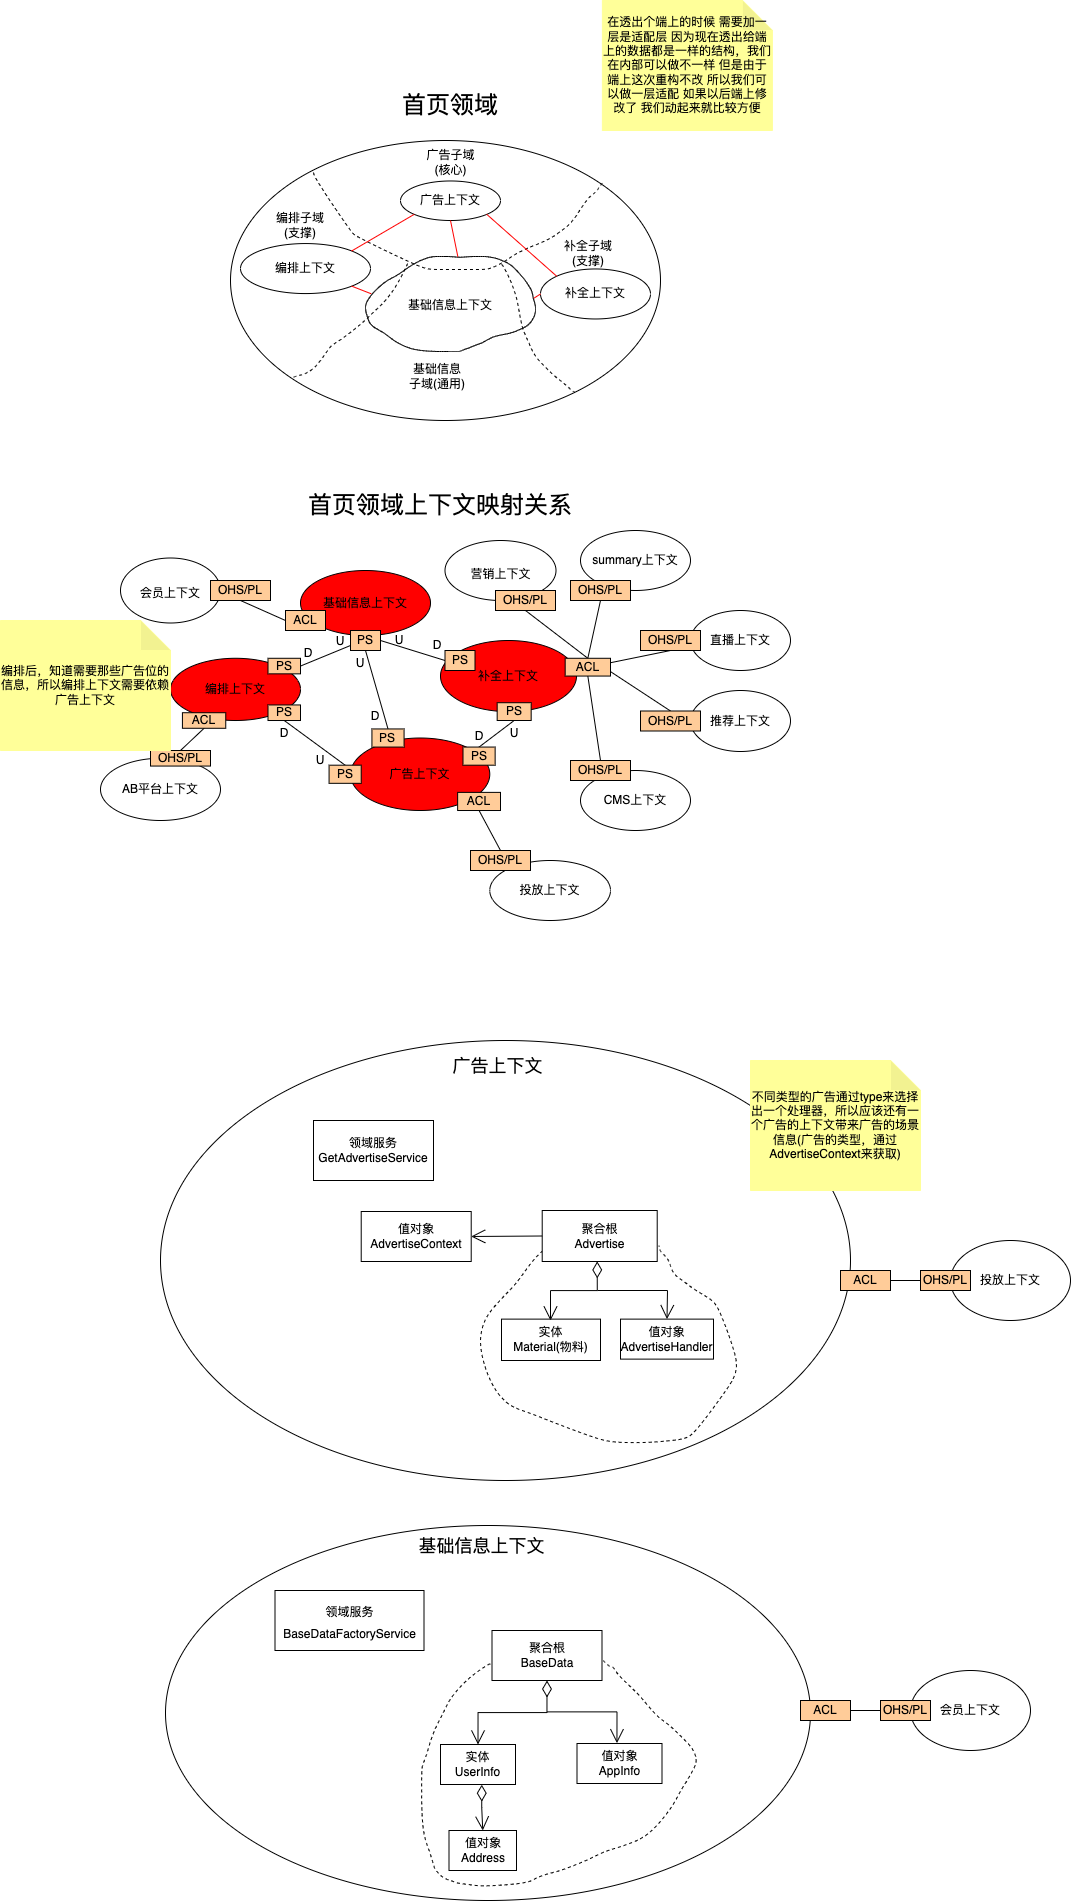 在透出个端上的时候 需要加一
层是适配层 因为现在透出给端
上的数据都是一样的结构，我们
在内部可以做不一样 但是由于
端上这次重构不改 所以我们可
以做一层适配 如果以后端上修
改了 我们动起来就比较方便
首页领域
广告子域
(核心)
广告上下文
编排子域
(支撑)
编排上下文
补全子域
(支撑)
补全上下文
基础信息上下文
基础信息
子域(通用)
首页领域上下文映射关系
会员上下文
OHS/PL
ACL
基础信息上下文
PS
U
U
U
营销上下文
OHS/PL
summary上下文
OHS/PL
直播上下文
OHS/PL
推荐上下文
OHS/PL
CMS上下文
OHS/PL
ACL
补全上下文
D
PS
PS
U
编排后，知道需要那些广告位的
信息，所以编排上下文需要依赖
广告上下文
D
PS
编排上下文
PS
D
ACL
OHS/PL
AB平台上下文
D
PS
D
PS
U
PS
广告上下文
ACL
OHS/PL
投放上下文
广告上下文
不同类型的广告通过type来选择
出一个处理器，所以应该还有一
个广告的上下文带来广告的场景
信息(广告的类型，通过
AdvertiseContext来获取)
领域服务
GetAdvertiseService
值对象
AdvertiseContext
聚合根
Advertise
实体
Material(物料)
值对象
AdvertiseHandler
ACL
OHS/PL
投放上下文
基础信息上下文
领域服务
BaseDataFactoryService
聚合根
BaseData
实体
UserInfo
值对象
AppInfo
值对象
Address
ACL
OHS/PL
会员上下文